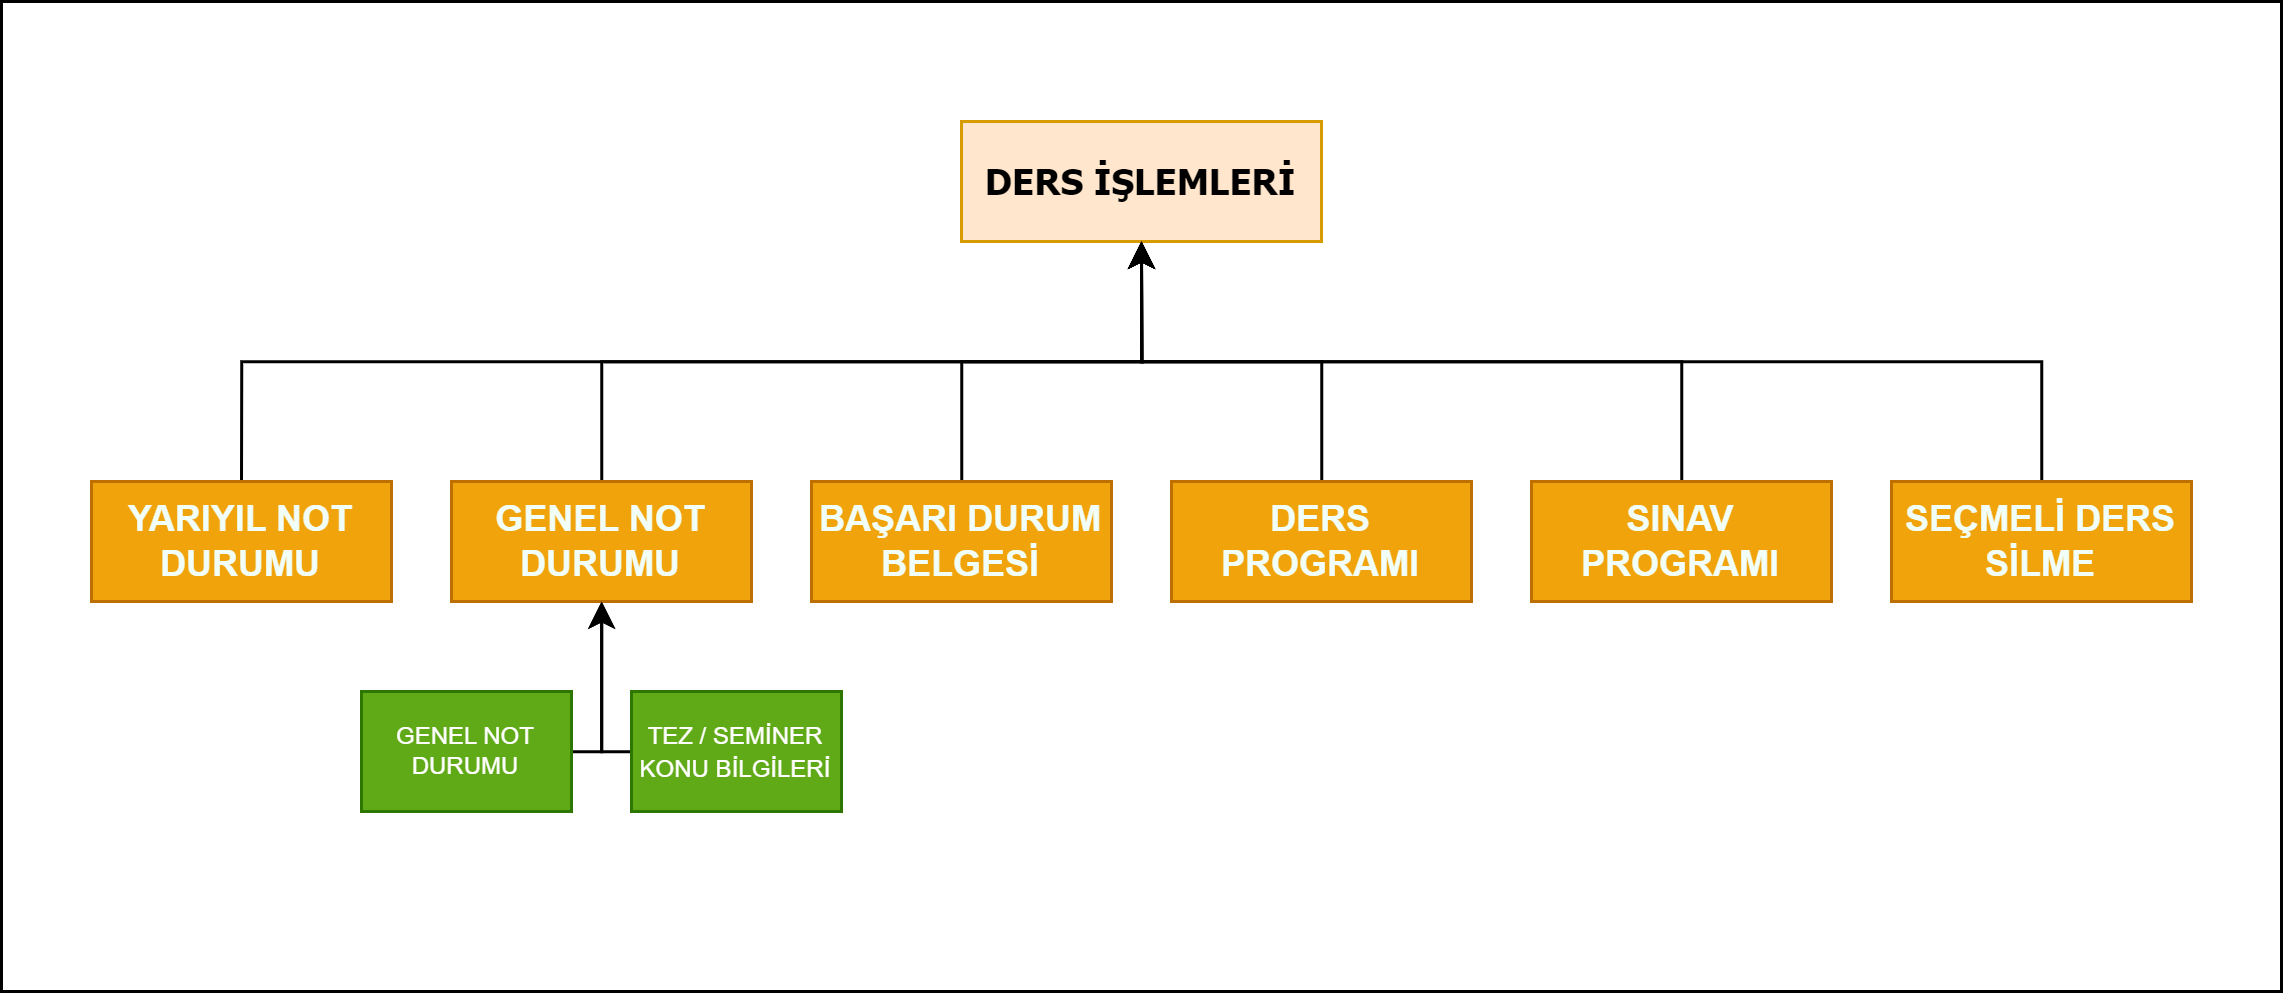 DERS İŞLEMLERİ
YARIYIL NOT
DURUMU
GENEL NOT
DURUMU
BAŞARI DURUM
BELGESİ
DERS
PROGRAMI
SINAV
PROGRAMI
SEÇMELİ DERS
SİLME
GENEL NOT
DURUMU
TEZ / SEMİNER
KONU BİLGİLERİ